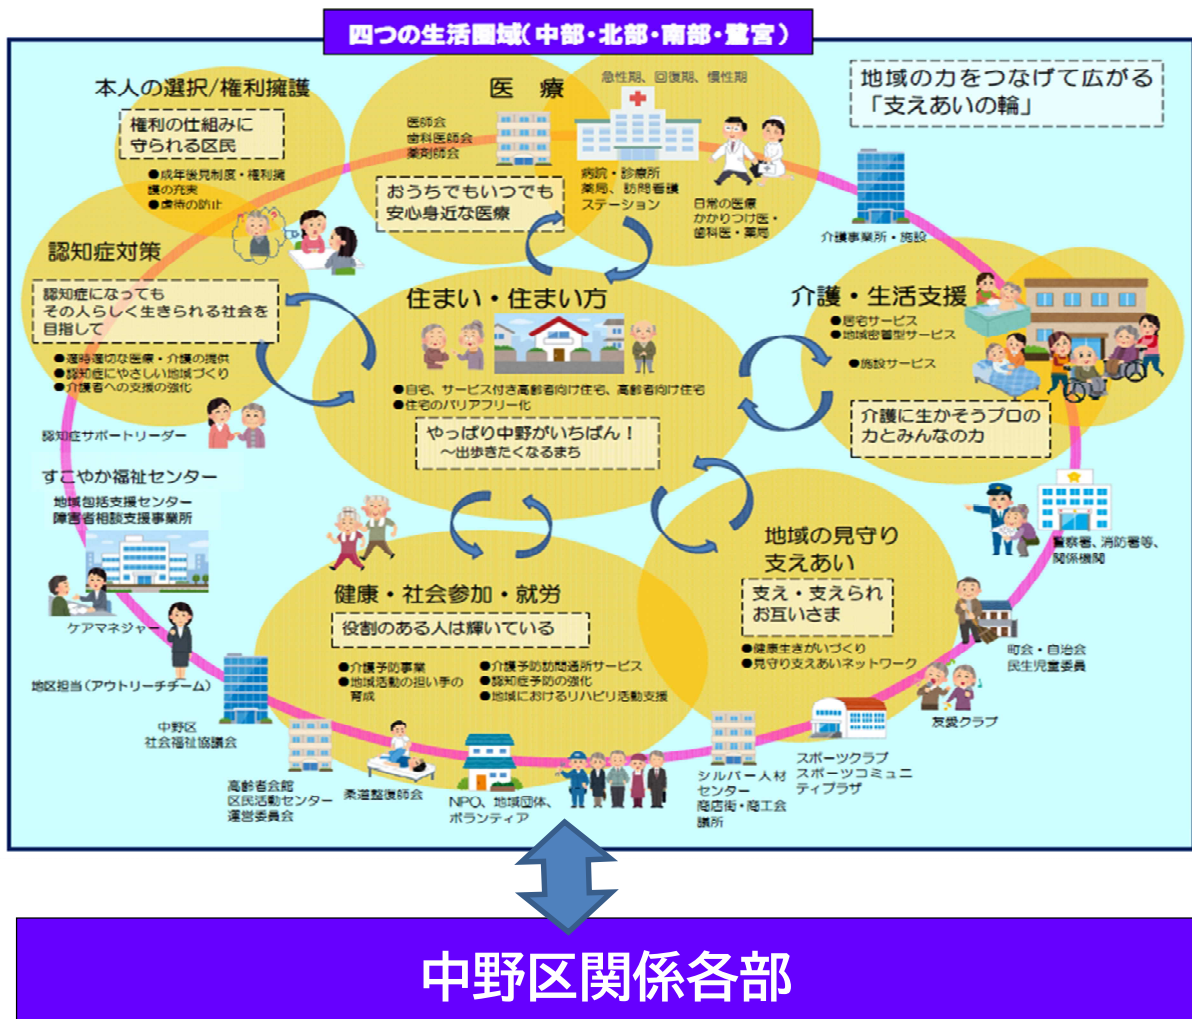 四つの生活圏域(中部・北部・南部・鷺宮)
本人の選択/権利擁護
権利の仕組みに
守られる区民
●成年後見制度・権利擁
護の充実
●虐待の防止
医 療
急性期、回復期、慢性期
医師会
歯科医師会
薬剤師会
おうちでもいつでも
安心身近な医療
病院・診療所
薬局、訪問看護
ステーション
日常の医療
かかりつけ医・
歯科医・薬局
地域の力をつなげて広がる
「支えあいの輪」
介護事業所・施設
認知症対策
認知症になっても
その人らしく生きられる社会を
目指して
●適時適切な医療・介護の提供
●認知症にやさしい地域づくり
●介護者への支援の強化
認知症サポートリーダー
住まい・住まい方
●自宅、サービス付き高齢者向け住宅、高齢者向け住宅
●住宅のバリアフリー化
やっぱり中野がいちばん!
~出歩きたくなるまち
介護・生活支援
●居宅サービス
●地域密着型サービス
●施設サービス
介護に生かそうプロの
力とみんなの力
すこやか福祉センター
地域包括支援センター
障害者相談支援事業所
ケアマネジャー
地区担当(アウトリーチチーム)
健康・社会参加・就労
役割のある人は輝いている
●介護予防事業
●地域活動の担い手の
育成
●介護予防訪問通所サービス
●認知症予防の強化
●地域におけるリハビリ活動支援
地域の見守り
支えあい
支え・支えられ
お互いさま
●健康生きがいづくり
●見守り支えあいネットワーク
警察署、消防署等、
関係機関
町会・自治会
民生児童委員
友愛クラブ
スポーツクラブ
スポーツコミュニ
ティプラザ
シルバー人材
センター
商店街・商工会
議所
NPO、地域団体、
ボランティア
柔道整復師会
高齢者会館
区民活動センター
運営委員会
中野区
社会福祉協議会
中野区関係各部